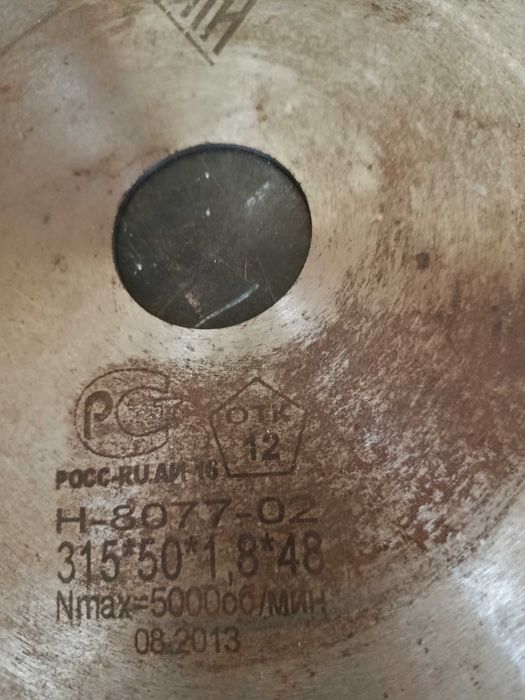 РС
ОТК
12
РОСС-RU.АИ 16
Н-8077-02
315*50*1,8*48
Nmax=5000об/мин
08.2013